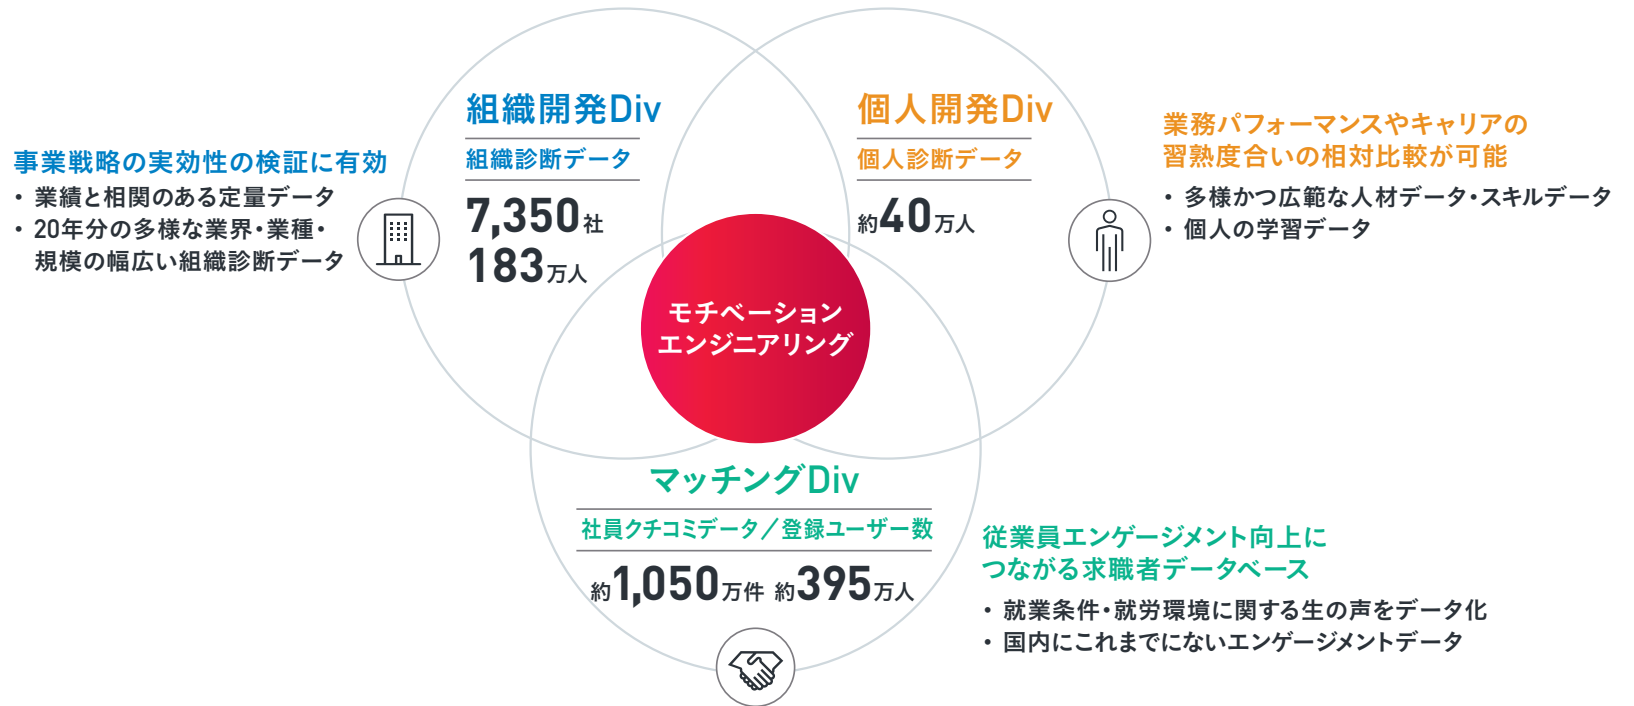 組織開発Div
組織診断データ
7,350社
183万人
事業戦略の実効性の検証に有効
・ 業績と相関のある定量データ
・ 20年分の多様な業界・業種・
規模の幅広い組織診断データ
個人開発Div
個人診断データ
約40万人
業務パフォーマンスやキャリアの
習熟度合いの相対比較が可能
・ 多様かつ広範な人材データ・スキルデータ
・ 個人の学習データ
モチベーション
エンジニアリング
マッチングDiv
社員クチコミデータ／登録ユーザー数
約1,050万件 約395万人
従業員エンゲージメント向上に
つながる求職者データベース
・ 就業条件・就労環境に関する生の声をデータ化
・ 国内にこれまでにないエンゲージメントデータ